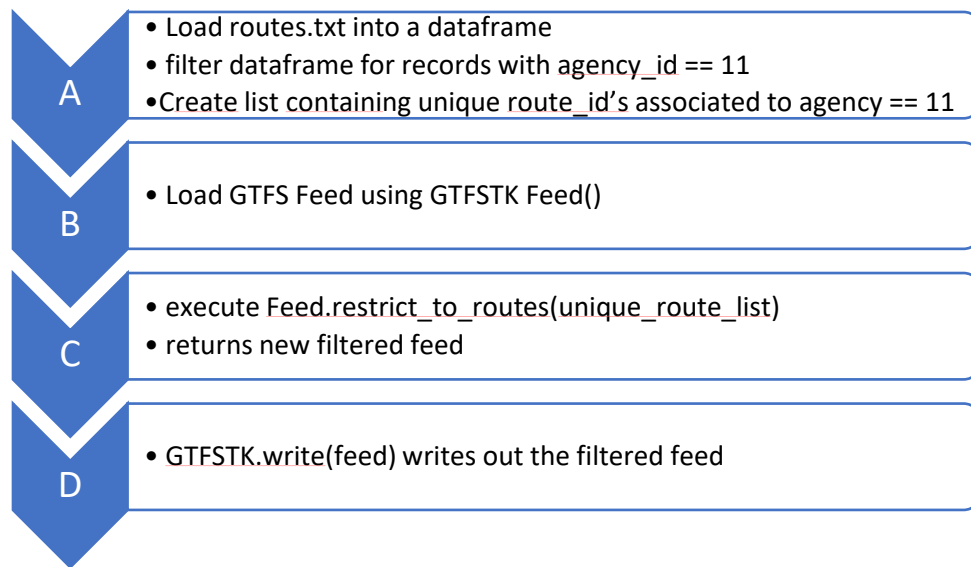 A
• Load routes.txt into a dataframe
• filter dataframe for records with agency_id == 11
•Create list containing unique route_id’s associated to agency == 11
B
• Load GTFS Feed using GTFSTK Feed()
C
• execute Feed.restrict_to_routes(unique_route_list)
• returns new filtered feed
D
• GTFSTK.write(feed) writes out the filtered feed